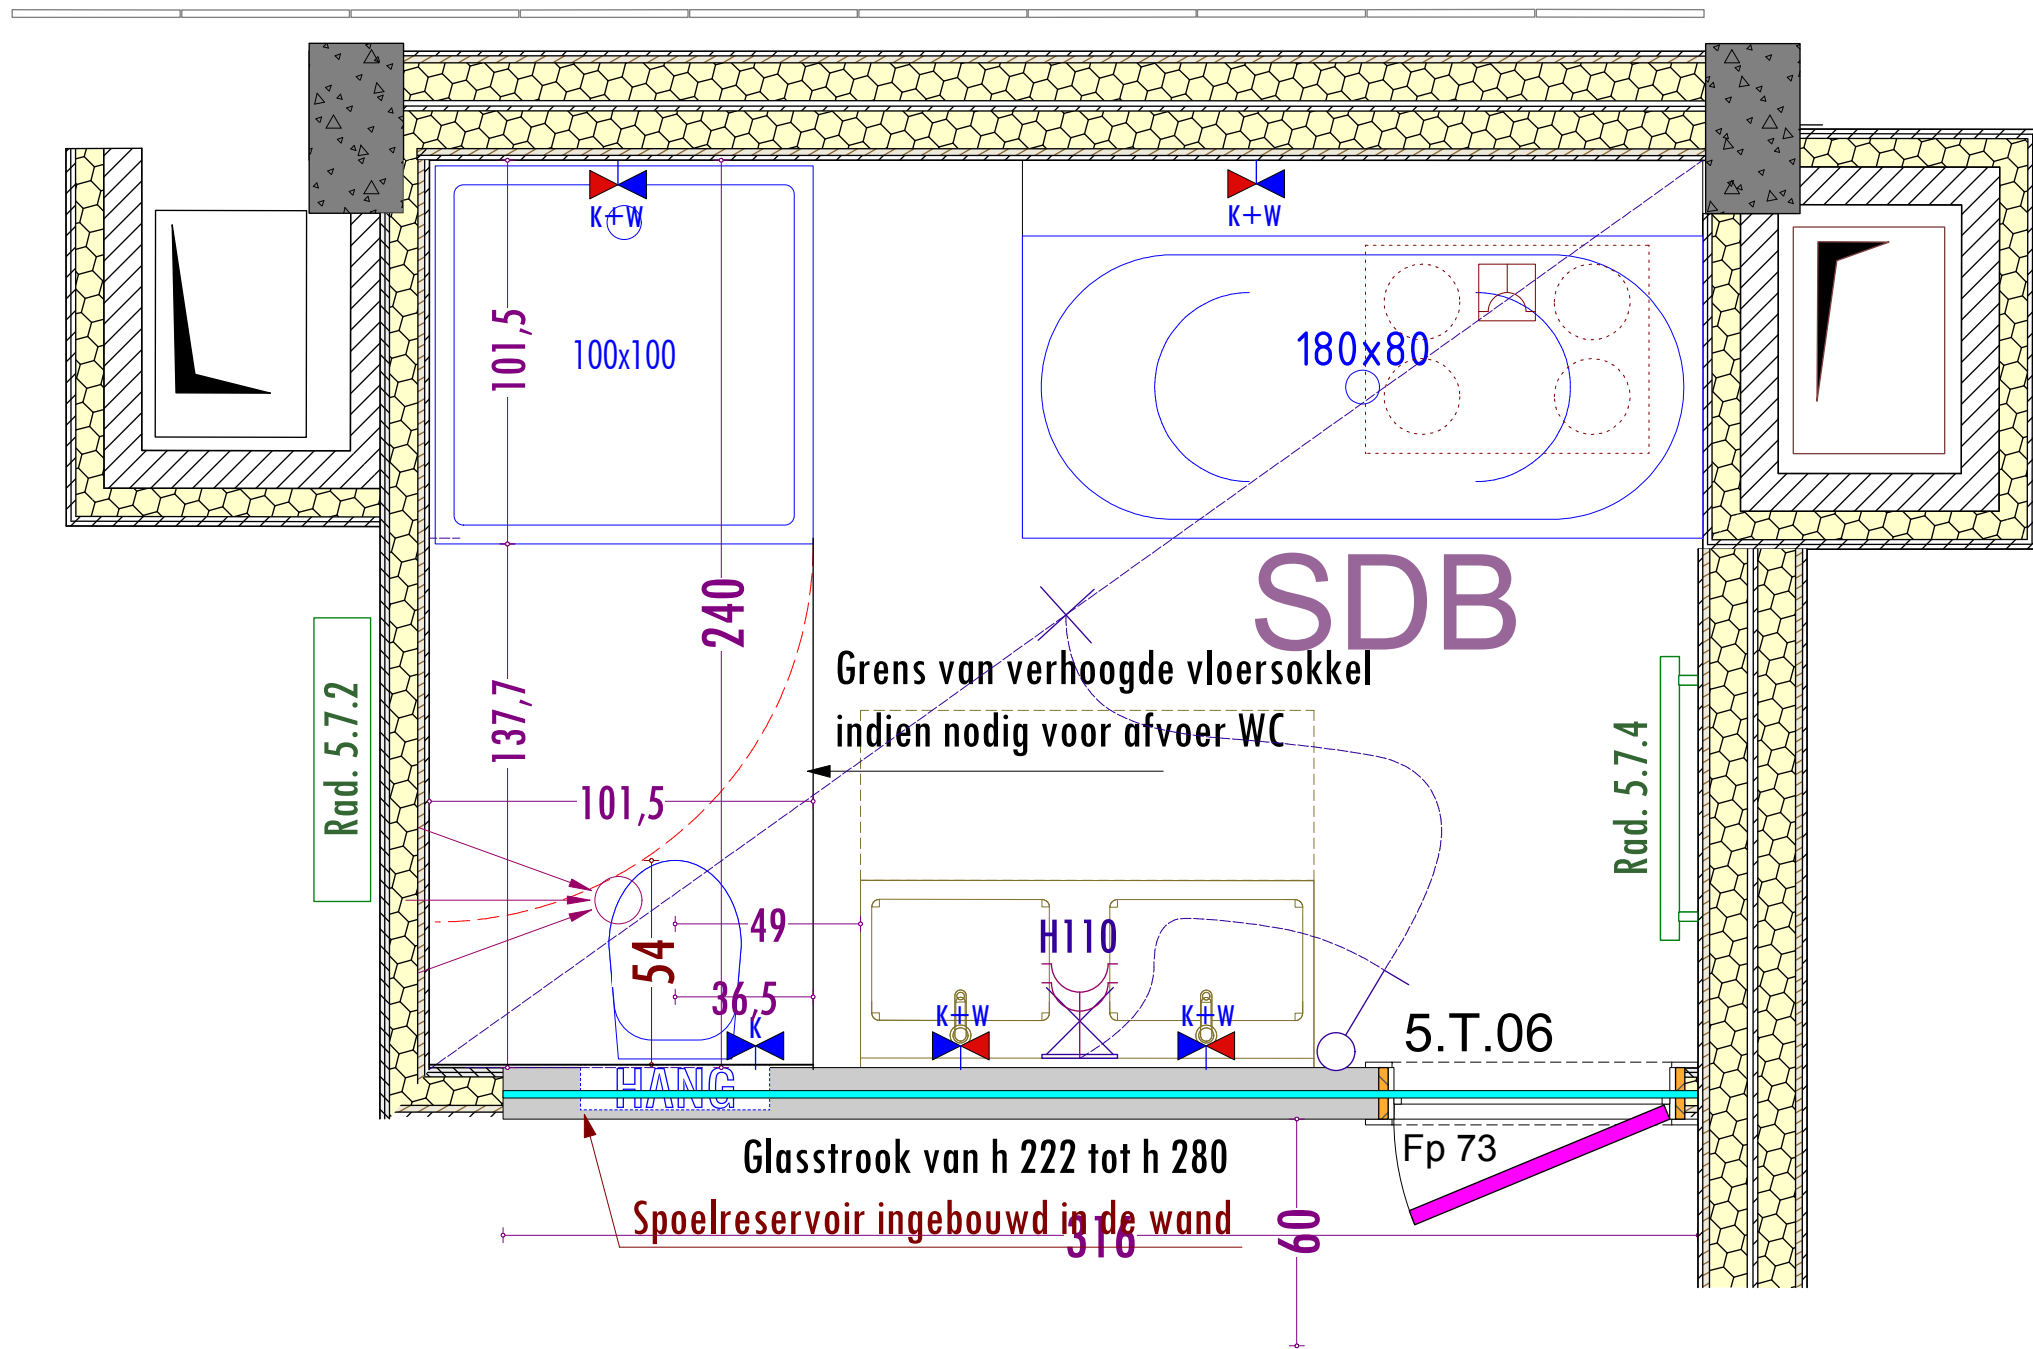 K+W
K+W
101,5
100x100
180x80
240
SDB
Grens van verhoogde vloersokkel
indien nodig voor afvoer WC
137,7
Rad. 5.7.2
Rad. 5.7.4
101,5
49
H110
54
36,5
K
K+W
K+W
5.T.06
HANG
Fp 73
Glasstrook van h 222 tot h 280
Spoelreservoir ingebouwd in de wand
316
60